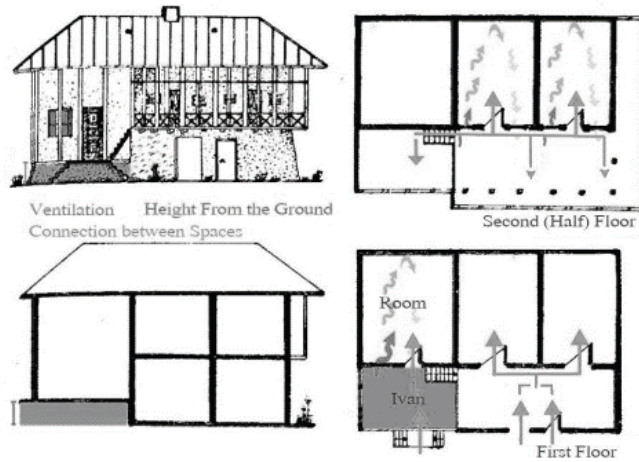 Ventilation Height From the Ground
Connection between Spaces
Second (Half) Floor
Room
Ivan
First Floor